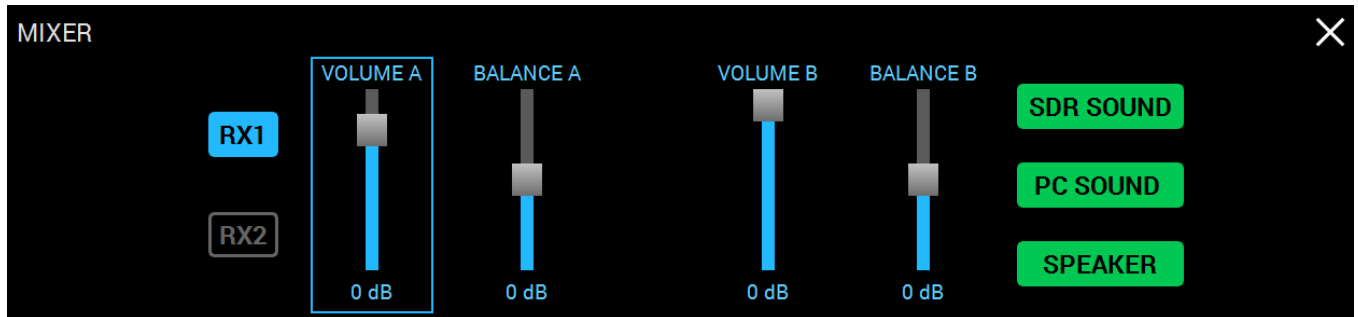 MIXER
VOLUME A
BALANCE A
VOLUME B
BALANCE B
RX1
RX2
0 dB
0 dB
0 dB
0 dB
SDR SOUND
PC SOUND
SPEAKER